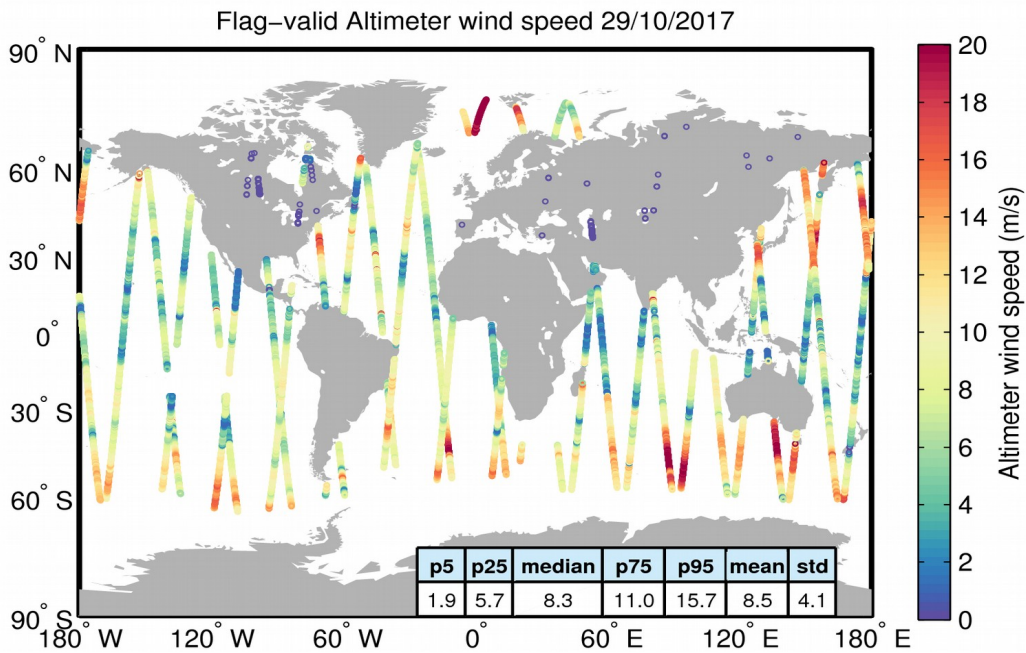 Flag-valid Altimeter wind speed 29/10/2017
90° N
60° N
30° N
0°
30° S
60° S
90° S
180° W
120° W
60° W
0°
60° E
120° E
180° E
p5 p25 median p75 p95 mean std
1.9 5.7 8.3 11.0 15.7 8.5 4.1
20
18
16
14
12
10
8
6
4
2
0
Altimeter wind speed (m/s)